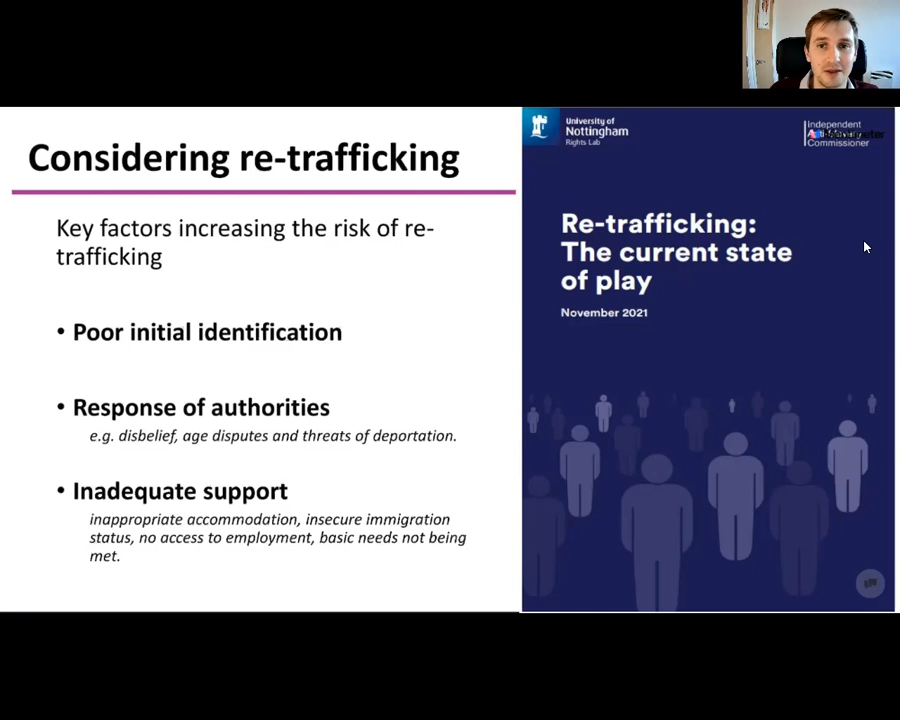 Considering re-trafficking
Key factors increasing the risk of re-
trafficking
• Poor initial identification
• Response of authorities
e.g. disbelief, age disputes and threats of deportation.
• Inadequate support
inappropriate accommodation, insecure immigration
status, no access to employment, basic needs not being
met.
University of
Nottingham
Rights Lab
Independent
Commissioner
Re-trafficking:
The current state
of play
November 2021